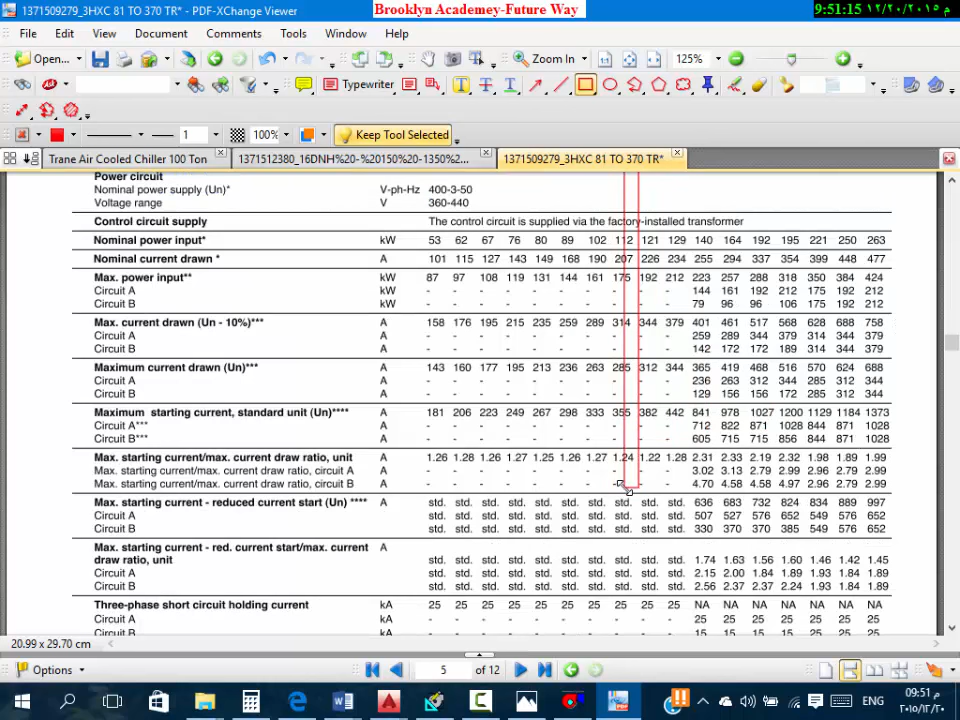 1371509279_3HXC 81 TO 370 TR* - PDF-XChange Viewer
Brooklyn Academey-Future Way
9:51:15 م ١٢/٢٠/٢٠١٥
File Edit View Document Comments Tools Window Help
Open... Zoom In 125%
Typewriter
1 100% Keep Tool Selected
Trane Air Cooled Chiller 100 Ton 1371512380_16DNH%20-%20150%20-1350%2... 1371509279_3HXC 81 TO 370 TR*
Power circuit
Nominal power supply (Un)* V-ph-Hz 400-3-50
Voltage range V 360-440
Control circuit supply The control circuit is supplied via the factory-installed transformer
Nominal power input* kW 53 62 67 76 80 89 102 112 121 129 140 164 192 195 221 250 263
Nominal current drawn * A 101 115 127 143 149 168 190 207 226 234 255 294 337 354 399 448 477
Max. power input** kW 87 97 108 119 131 144 161 175 192 212 223 257 288 318 350 384 424
Circuit A kW - - - - - - - - - - 144 161 192 212 175 192 212
Circuit B kW - - - - - - - - - - 79 96 96 106 175 192 212
Max. current drawn (Un - 10%)*** A 158 176 195 215 235 259 289 314 344 379 401 461 517 568 628 688 758
Circuit A A - - - - - - - - - - 259 289 344 379 314 344 379
Circuit B A - - - - - - - - - - 142 172 172 189 314 344 379
Maximum current drawn (Un)*** A 143 160 177 195 213 236 263 285 312 344 365 419 468 516 570 624 688
Circuit A A - - - - - - - - - - 236 263 312 344 285 312 344
Circuit B A - - - - - - - - - - 129 156 156 172 285 312 344
Maximum starting current, standard unit (Un)**** A 181 206 223 249 267 298 333 355 382 442 841 978 1027 1200 1129 1184 1373
Circuit A*** A - - - - - - - - - - 712 822 871 1028 844 871 1028
Circuit B*** A - - - - - - - - - - 605 715 715 856 844 871 1028
Max. starting current/max. current draw ratio, unit A 1.26 1.28 1.26 1.27 1.25 1.26 1.27 1.24 1.22 1.28 2.31 2.33 2.19 2.32 1.98 1.89 1.99
Max. starting current/max. current draw ratio, circuit A A - - - - - - - - - - 3.02 3.13 2.79 2.99 2.96 2.79 2.99
Max. starting current/max. current draw ratio, circuit B A - - - - - - - - - - 4.70 4.58 4.58 4.97 2.96 2.79 2.99
Max. starting current - reduced current start (Un) **** A std. std. std. std. std. std. std. std. std. std. 636 683 732 824 834 889 997
Circuit A A std. std. std. std. std. std. std. std. std. std. 507 527 576 652 549 576 652
Circuit B A std. std. std. std. std. std. std. std. std. std. 330 370 370 385 549 576 652
Max. starting current - red. current start/max. current A
draw ratio, unit std. std. std. std. std. std. std. std. std. std. 1.74 1.63 1.56 1.60 1.46 1.42 1.45
Circuit A std. std. std. std. std. std. std. std. std. std. 2.15 2.00 1.84 1.89 1.93 1.84 1.89
Circuit B std. std. std. std. std. std. std. std. std. std. 2.56 2.37 2.37 2.24 1.93 1.84 1.89
Three-phase short circuit holding current kA 25 25 25 25 25 25 25 25 25 25 NA NA NA NA NA NA NA
Circuit A kA - - - - - - - - - - 25 25 25 25 25 25 25
Circuit B kA - - - - - - - - - - 15 15 15 15 25 25 25
20.99 x 29.70 cm
Options 5 of 12
ENG 09:51 م
٢٠١٥/١٢/٢٠